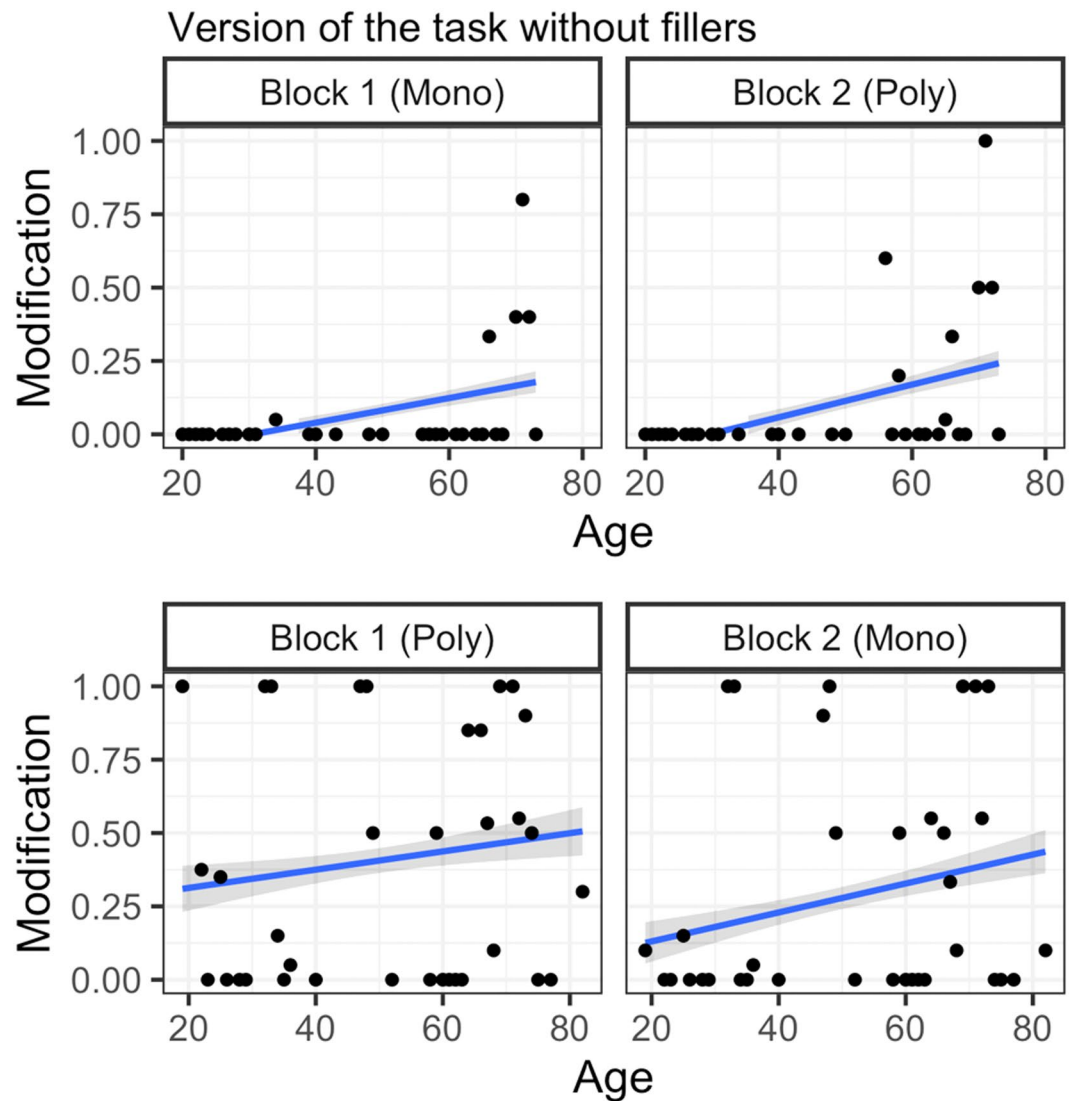 Version of the task without fillers
Block 1 (Mono) Block 2 (Poly)
Modification
1.00
0.75
0.50
0.25
0.00
20 40 60 80 20 40 60 80
Age
Block 1 (Poly) Block 2 (Mono)
Modification
1.00
0.75
0.50
0.25
0.00
20 40 60 80 20 40 60 80
Age